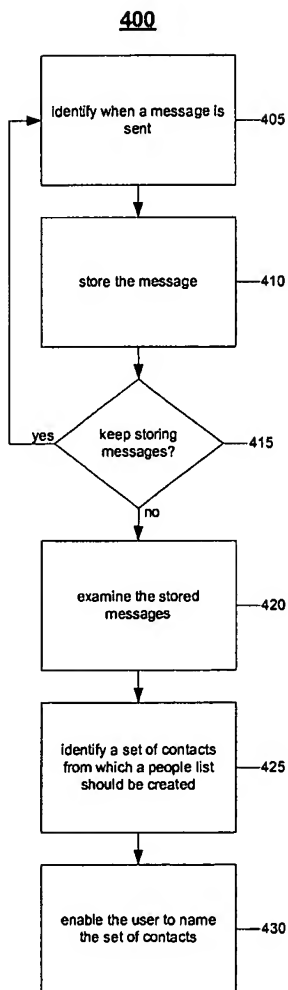 400
identify when a message is
sent
405
store the message
410
yes
keep storing
messages?
415
no
examine the stored
messages
420
identify a set of contacts
from which a people list
should be created
425
enable the user to name
the set of contacts
430